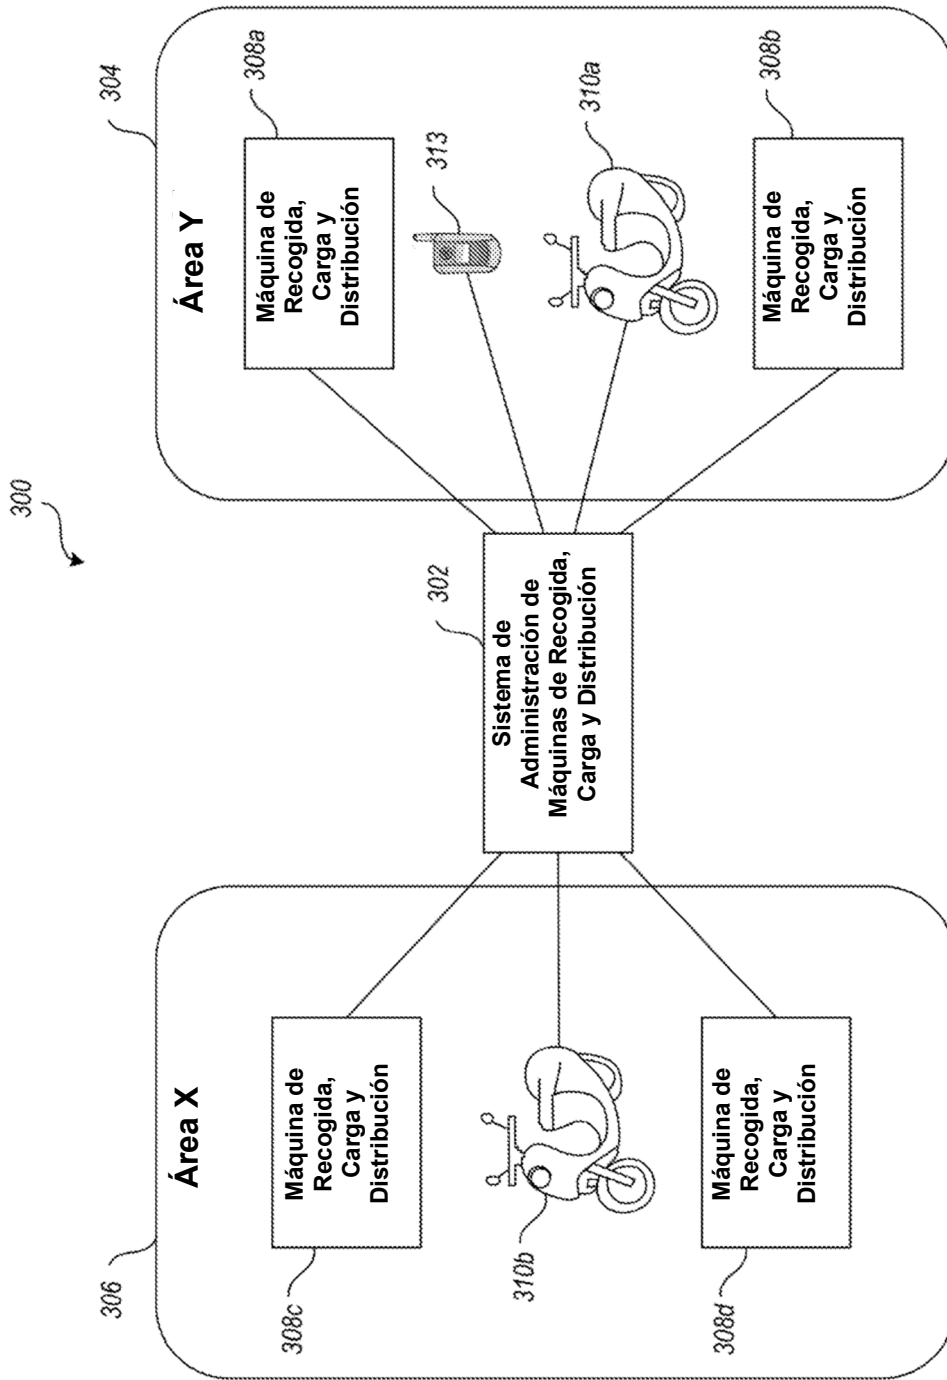 300
306
Área X
308c
Máquina de
Recogida,
Carga y
Distribución
310b
308d
Máquina de
Recogida,
Carga y
Distribución
302
Sistema de
Administración de
Máquinas de Recogida,
Carga y Distribución
304
Área Y
308a
Máquina de
Recogida,
Carga y
Distribución
313
310a
308b
Máquina de
Recogida,
Carga y
Distribución